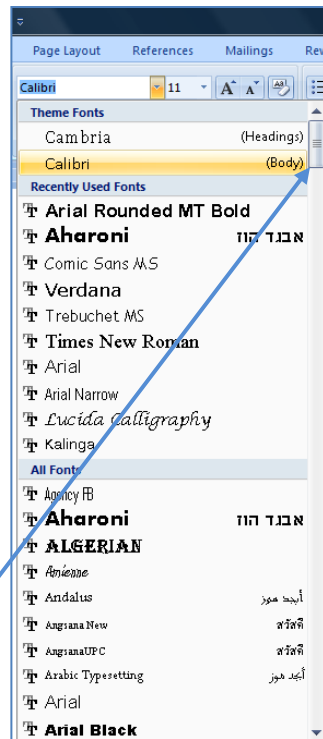 Page Layout References Mailings Rev
Calibri 11 A A Aa
Theme Fonts
Cambria (Headings)
Calibri (Body)
Recently Used Fonts
Arial Rounded MT Bold
Aharoni אבגד הוז
Comic Sans MS
Verdana
Trebuchet MS
Times New Roman
Arial
Arial Narrow
Lucida Calligraphy
Kalinga
All Fonts
Agency FB
Aharoni אבגד הוז
ALGERIAN
Amienne
Andalus أبجد هوز
Angsana New สวัสดี
AngsanaUPC สวัสดี
Arabic Typesetting أبجد هوز
Arial
Arial Black